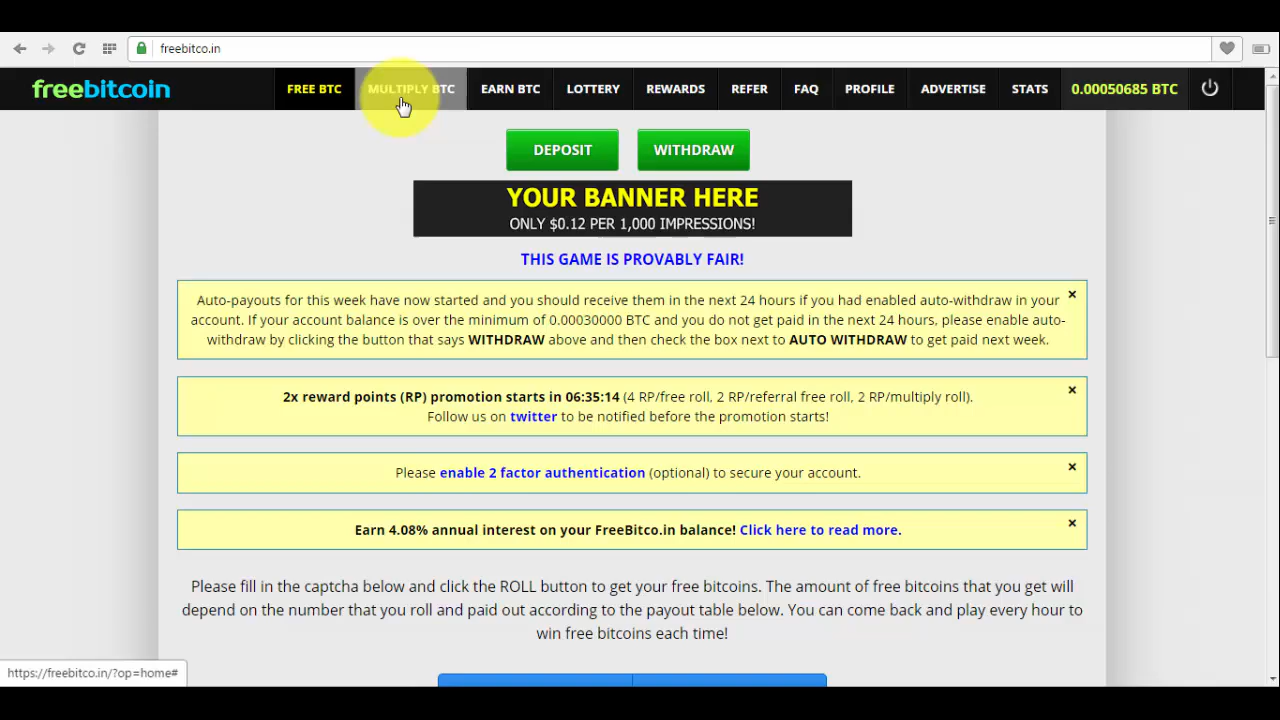 freebitco.in
freebitcoin FREE BTC MULTIPLY BTC EARN BTC LOTTERY REWARDS REFER FAQ PROFILE ADVERTISE STATS 0.00050685 BTC
DEPOSIT WITHDRAW
YOUR BANNER HERE
ONLY $0.12 PER 1,000 IMPRESSIONS!
THIS GAME IS PROVABLY FAIR!
Auto-payouts for this week have now started and you should receive them in the next 24 hours if you had enabled auto-withdraw in your
account. If your account balance is over the minimum of 0.00030000 BTC and you do not get paid in the next 24 hours, please enable auto-
withdraw by clicking the button that says WITHDRAW above and then check the box next to AUTO WITHDRAW to get paid next week.
2x reward points (RP) promotion starts in 06:35:14 (4 RP/free roll, 2 RP/referral free roll, 2 RP/multiply roll).
Follow us on twitter to be notified before the promotion starts!
Please enable 2 factor authentication (optional) to secure your account.
Earn 4.08% annual interest on your FreeBitco.in balance! Click here to read more.
Please fill in the captcha below and click the ROLL button to get your free bitcoins. The amount of free bitcoins that you get will
depend on the number that you roll and paid out according to the payout table below. You can come back and play every hour to
win free bitcoins each time!
https://freebitco.in/?op=home#